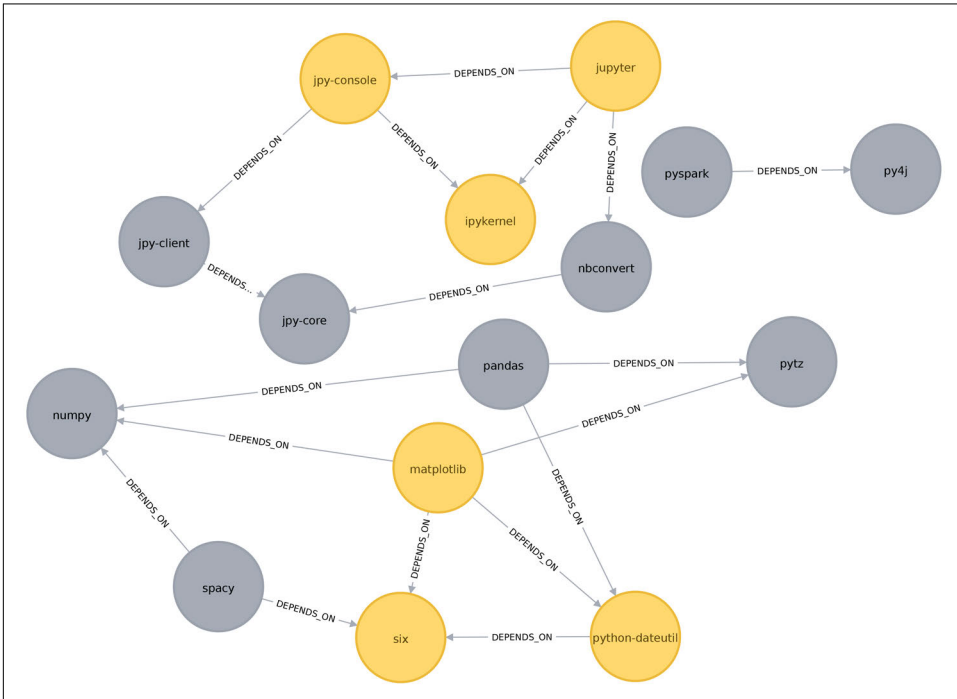 jupyter
DEPENDS_ON
jpy-console
DEPENDS_ON
DEPENDS_ON
DEPENDS_ON
DEPENDS_ON
pyspark
DEPENDS_ON
py4j
ipykernel
jpy-client
nbconvert
DEPENDS...
DEPENDS_ON
jpy-core
pandas
DEPENDS_ON
pytz
DEPENDS_ON
numpy
DEPENDS_ON
DEPENDS_ON
matplotlib
DEPENDS_ON
DEPENDS_ON
DEPENDS_ON
DEPENDS_ON
DEPENDS_ON
spacy
DEPENDS_ON
six
DEPENDS_ON
python-dateutil